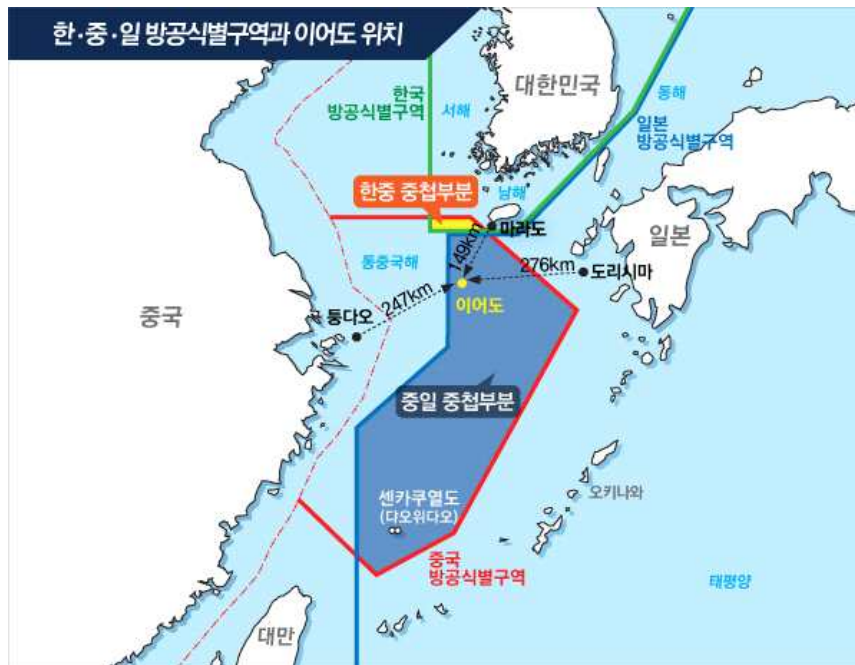 한·중·일 방공식별구역과 이어도 위치
대한민국
동해
한국
방공식별구역
서해
일본
방공식별구역
한중 중첩부분
남해
마라도
일본
동중국해
149km
276km
도리시마
이어도
247km
퉁다오
중국
중일 중첩부분
센카쿠열도
(댜오위다오)
오키나와
중국
방공식별구역
태평양
대만